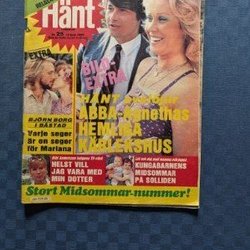 Hänt
EXTRA
BILD-
EXTRA
BJÖRN BORG
I BÅSTAD
Varje seger
är en seger
för Mariana
HÄNT avslöjar
ABBA-Agnethas
HEMLIGA
KÄRLEKSHUS
HELST VILL
JAG VARA MED
MIN DOTTER
KUNGABARNENS
MIDSOMMAR
PÅ SOLLIDEN
Stort Midsommar-nummer!